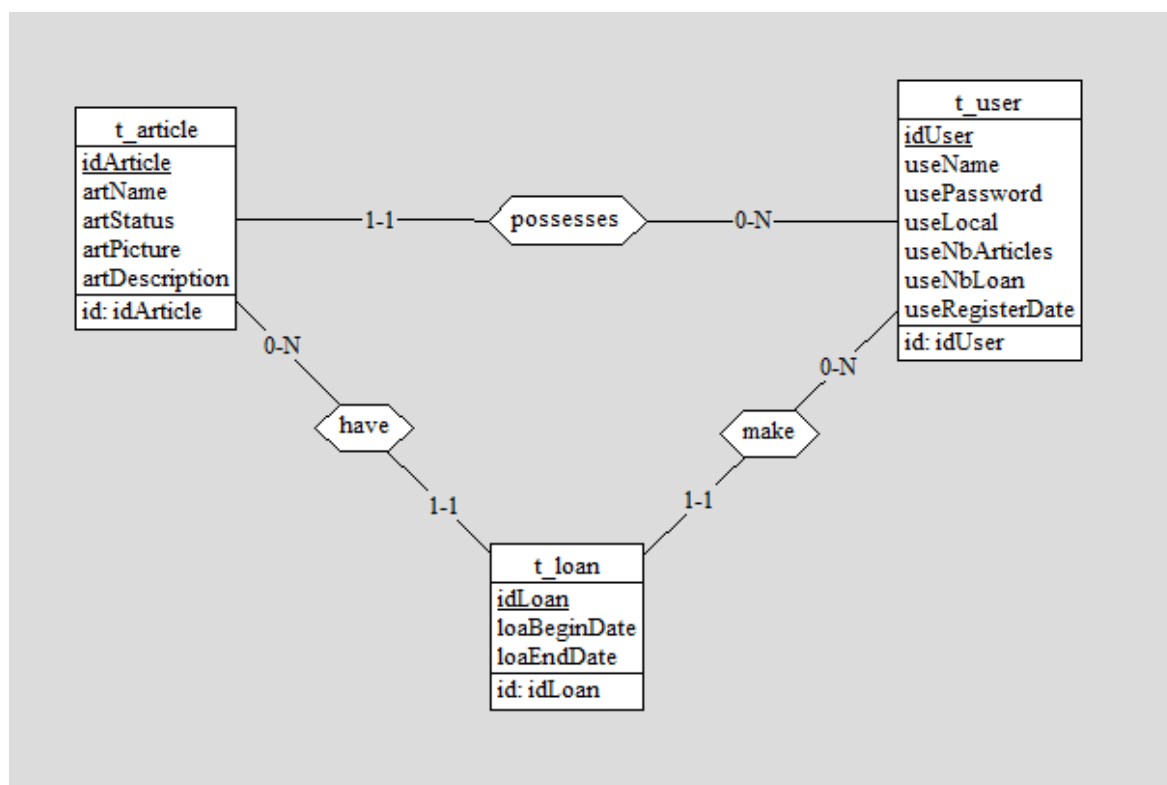 t_article
idArticle
artName
artStatus
artPicture
artDescription
id: idArticle
1-1
possesses
0-N
t_user
idUser
useName
usePassword
useLocal
useNbArticles
useNbLoan
useRegisterDate
id: idUser
0-N
have
1-1
0-N
make
1-1
t_loan
idLoan
loaBeginDate
loaEndDate
id: idLoan